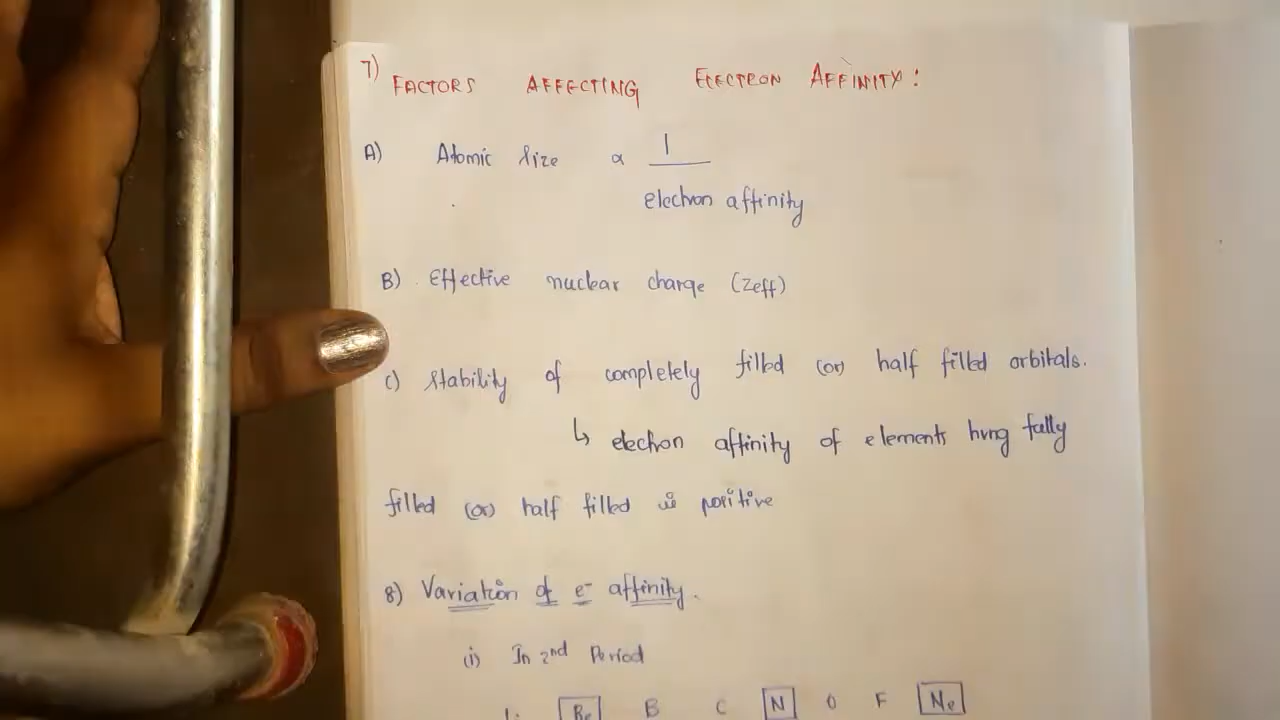 7) FACTORS AFFECTING ELECTRON AFFINITY:
A) Atomic size ∝ 1
electron affinity
B) Effective nuclear charge (Zeff)
C) Stability of completely filled (or) half filled orbitals.
↳ electron affinity of elements hvng fully
filled (or) half filled is positive
8) Variation of e- affinity.
(i) In 2nd Period
Be B C N O F Ne